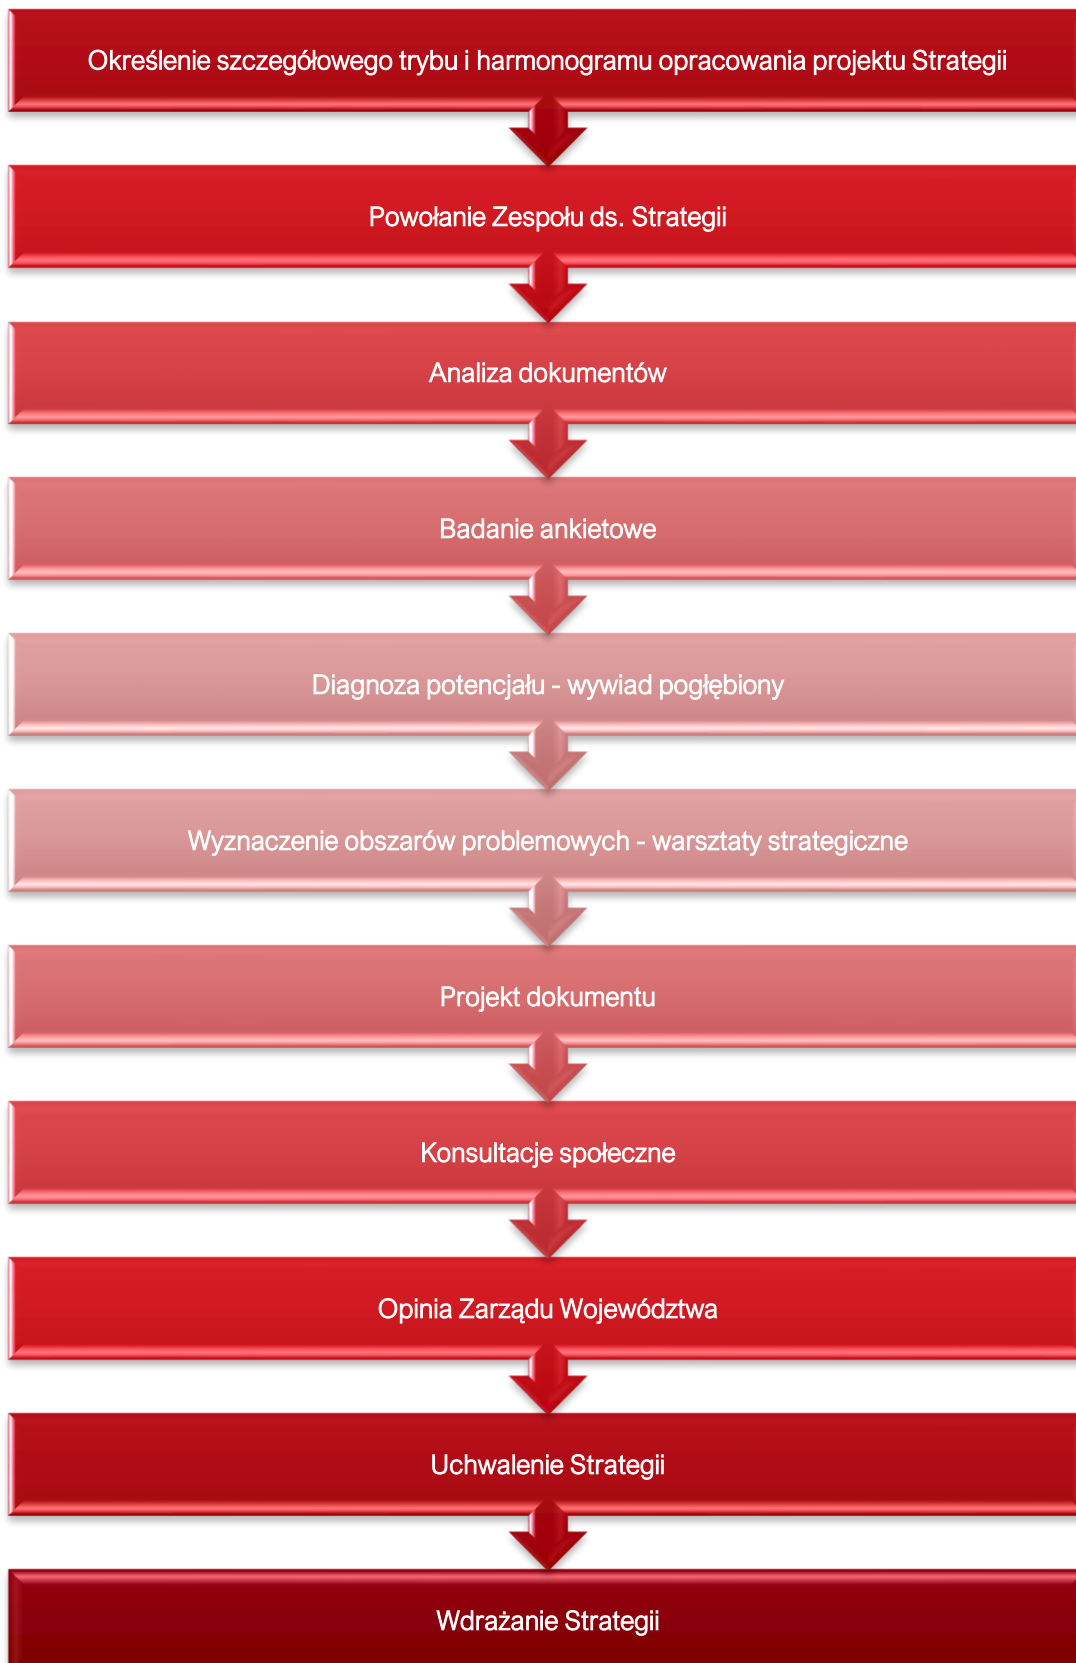 Określenie szczegółowego trybu i harmonogramu opracowania projektu Strategii
Powołanie Zespołu ds. Strategii
Analiza dokumentów
Badanie ankietowe
Diagnoza potencjału - wywiad pogłębiony
Wyznaczenie obszarów problemowych - warsztaty strategiczne
Projekt dokumentu
Konsultacje społeczne
Opinia Zarządu Województwa
Uchwalenie Strategii
Wdrażanie Strategii